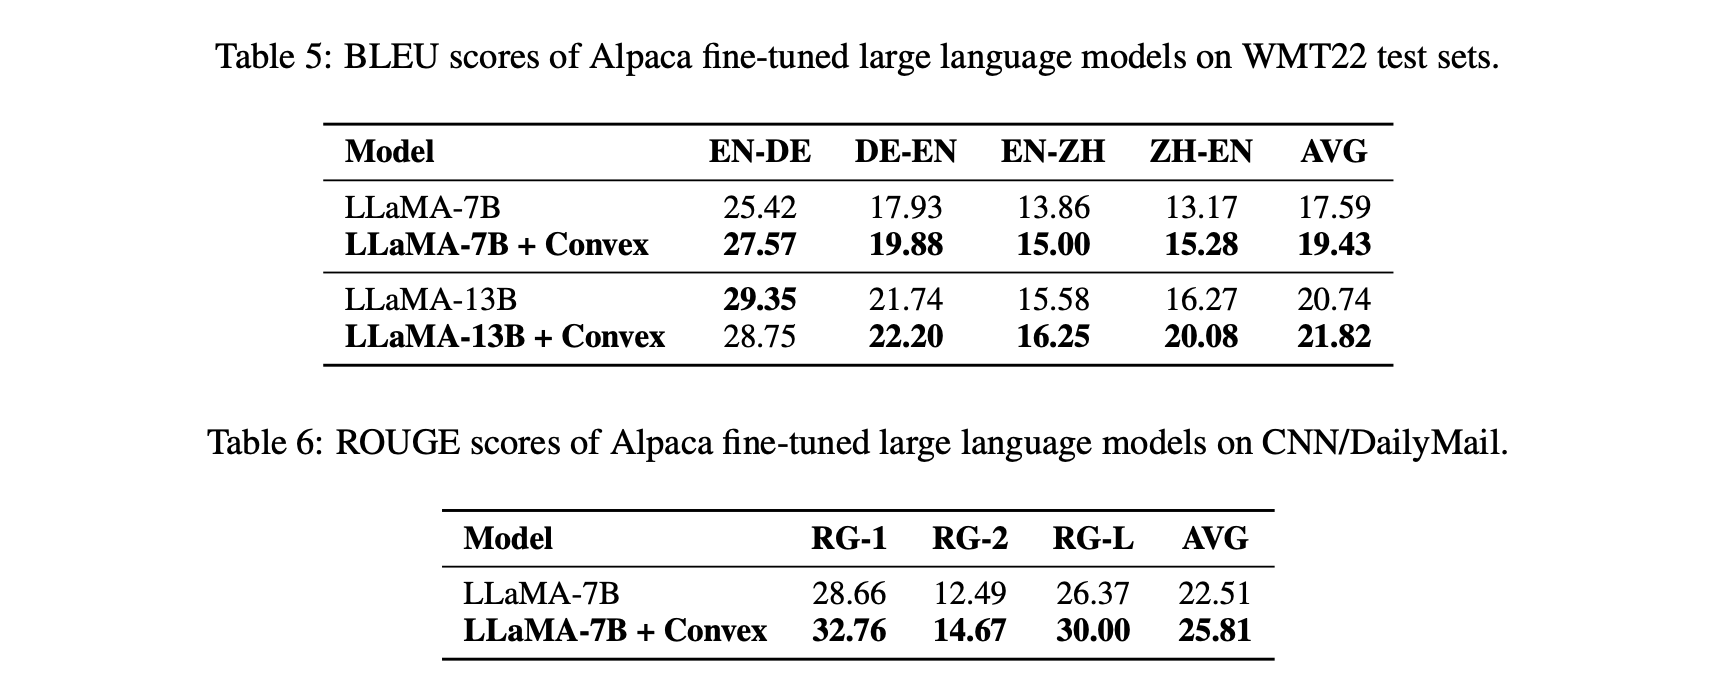 Table 5: BLEU scores of Alpaca fine-tuned large language models on WMT22 test sets.
Model EN-DE DE-EN EN-ZH ZH-EN AVG
LLaMA-7B 25.42 17.93 13.86 13.17 17.59
LLaMA-7B + Convex 27.57 19.88 15.00 15.28 19.43
LLaMA-13B 29.35 21.74 15.58 16.27 20.74
LLaMA-13B + Convex 28.75 22.20 16.25 20.08 21.82
Table 6: ROUGE scores of Alpaca fine-tuned large language models on CNN/DailyMail.
Model RG-1 RG-2 RG-L AVG
LLaMA-7B 28.66 12.49 26.37 22.51
LLaMA-7B + Convex 32.76 14.67 30.00 25.81